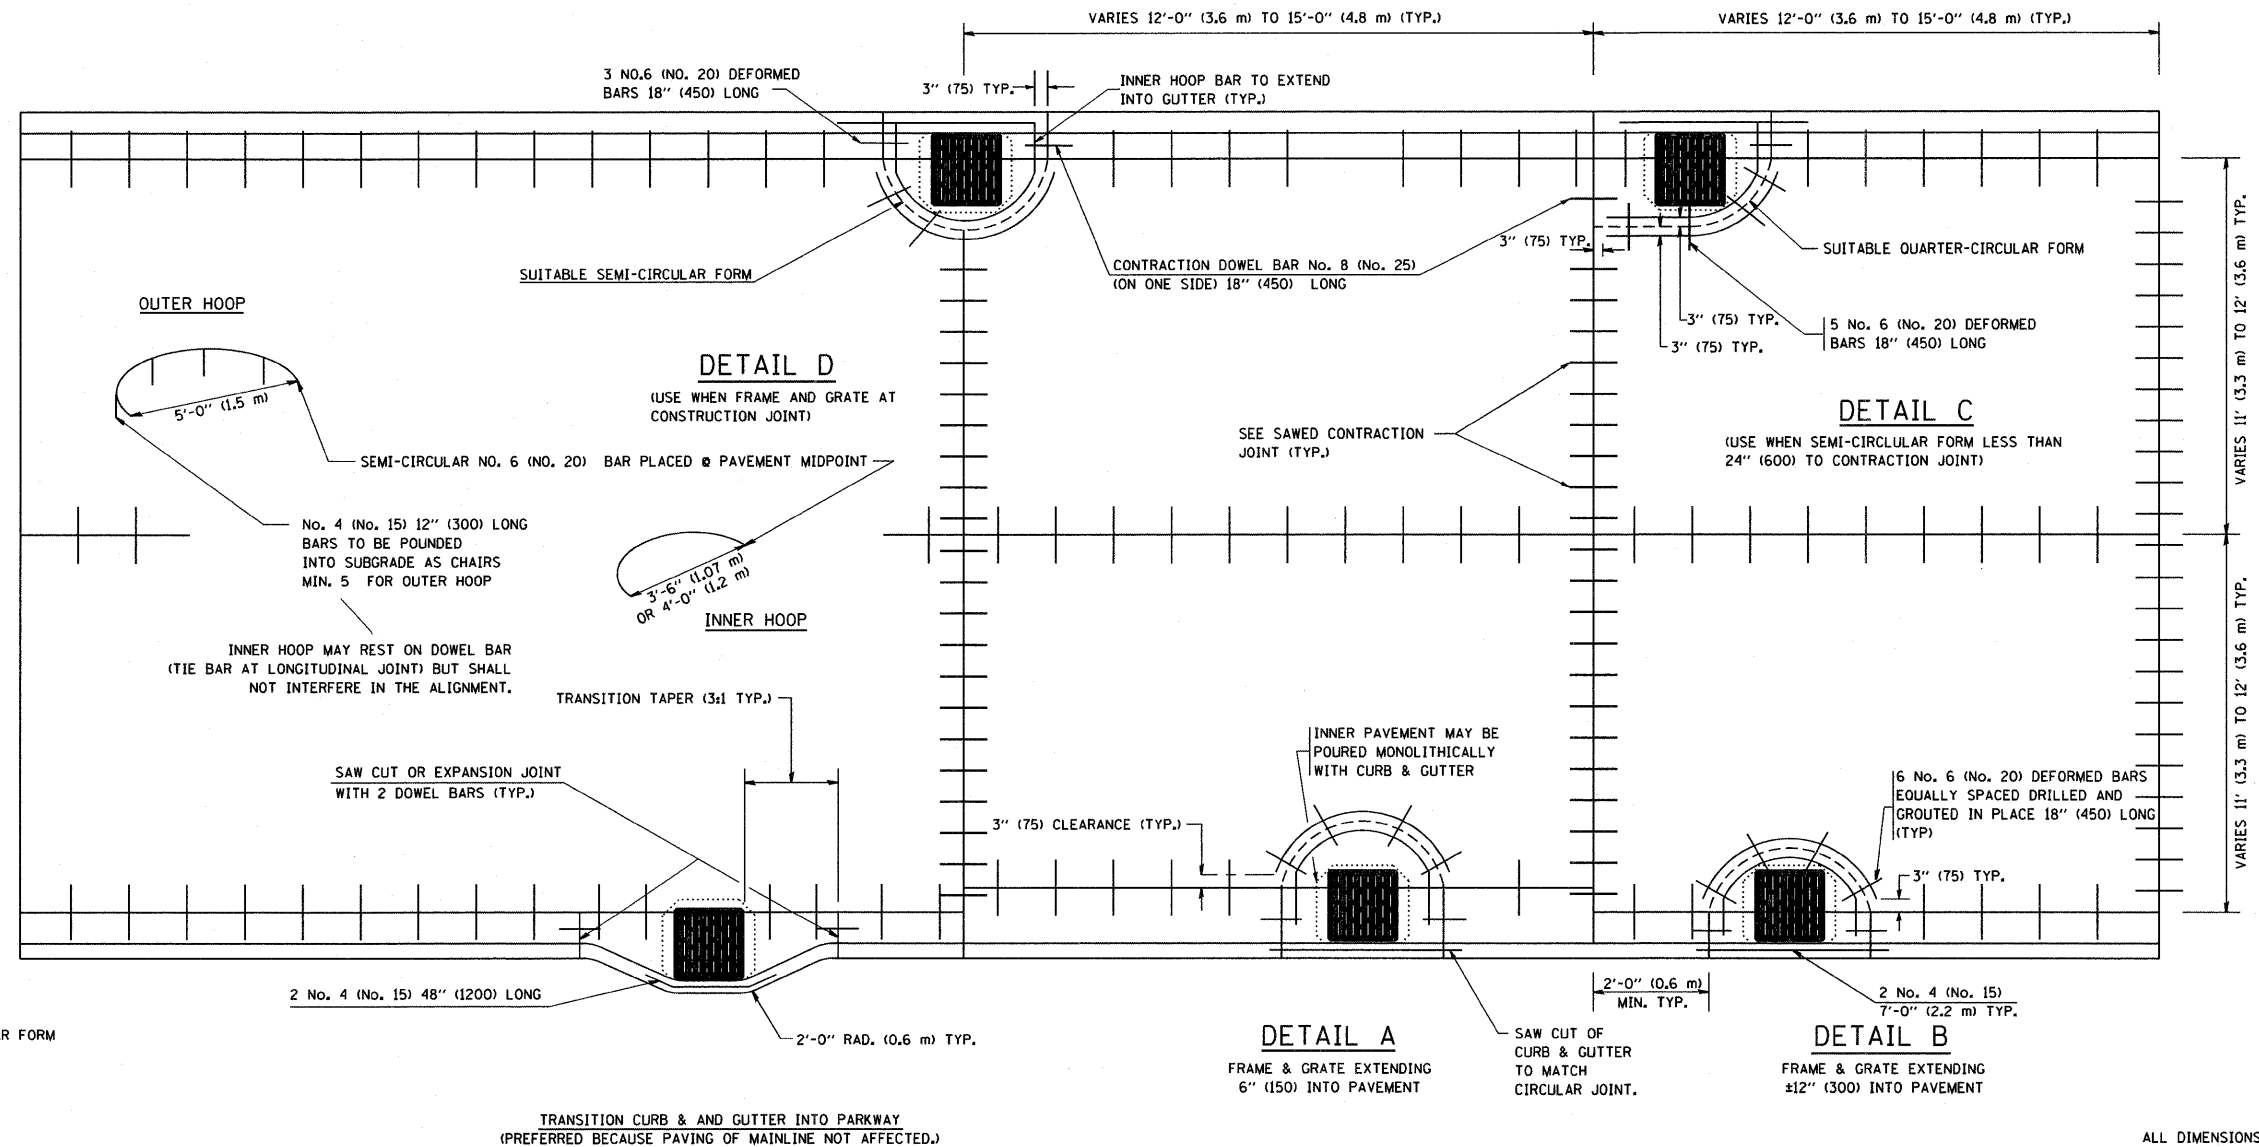 VARIES 12'-0" (3.6 m) TO 15'-0" (4.8 m) (TYP.)
VARIES 12'-0" (3.6 m) TO 15'-0" (4.8 m) (TYP.)
3 NO.6 (NO. 20) DEFORMED
BARS 18" (450) LONG
3" (75) TYP.
INNER HOOP BAR TO EXTEND
INTO GUTTER (TYP.)
SUITABLE SEMI-CIRCULAR FORM
CONTRACTION DOWEL BAR No. 8 (No. 25)
(ON ONE SIDE) 18" (450) LONG
3" (75) TYP.
SUITABLE QUARTER-CIRCULAR FORM
3" (75) TYP.
3" (75) TYP.
5 No. 6 (No. 20) DEFORMED
BARS 18" (450) LONG
VARIES 11' (3.3 m) TO 12' (3.6 m) TYP.
OUTER HOOP
5'-0" (1.5 m)
DETAIL D
(USE WHEN FRAME AND GRATE AT
CONSTRUCTION JOINT)
SEE SAWED CONTRACTION
JOINT (TYP.)
DETAIL C
(USE WHEN SEMI-CIRCLULAR FORM LESS THAN
24" (600) TO CONTRACTION JOINT)
SEMI-CIRCULAR NO. 6 (NO. 20) BAR PLACED @ PAVEMENT MIDPOINT
No. 4 (No. 15) 12" (300) LONG
BARS TO BE POUNDED
INTO SUBGRADE AS CHAIRS
MIN. 5 FOR OUTER HOOP
3'-6" (1.07 m)
OR 4'-0" (1.2 m)
INNER HOOP
INNER HOOP MAY REST ON DOWEL BAR
(TIE BAR AT LONGITUDINAL JOINT) BUT SHALL
NOT INTERFERE IN THE ALIGNMENT.
TRANSITION TAPER (3:1 TYP.)
SAW CUT OR EXPANSION JOINT
WITH 2 DOWEL BARS (TYP.)
INNER PAVEMENT MAY BE
POURED MONOLITHICALLY
WITH CURB & GUTTER
3" (75) CLEARANCE (TYP.)
6 No. 6 (No. 20) DEFORMED BARS
EQUALLY SPACED DRILLED AND
GROUTED IN PLACE 18" (450) LONG
(TYP)
3" (75) TYP.
VARIES 11' (3.3 m) TO 12' (3.6 m) TYP.
2 No. 4 (No. 15) 48" (1200) LONG
2'-0" RAD. (0.6 m) TYP.
2'-0" (0.6 m)
MIN. TYP.
2 No. 4 (No. 15)
7'-0" (2.2 m) TYP.
R FORM
DETAIL A
FRAME & GRATE EXTENDING
6" (150) INTO PAVEMENT
SAW CUT OF
CURB & GUTTER
TO MATCH
CIRCULAR JOINT.
DETAIL B
FRAME & GRATE EXTENDING
±12" (300) INTO PAVEMENT
TRANSITION CURB & AND GUTTER INTO PARKWAY
(PREFERRED BECAUSE PAVING OF MAINLINE NOT AFFECTED.)
ALL DIMENSIONS